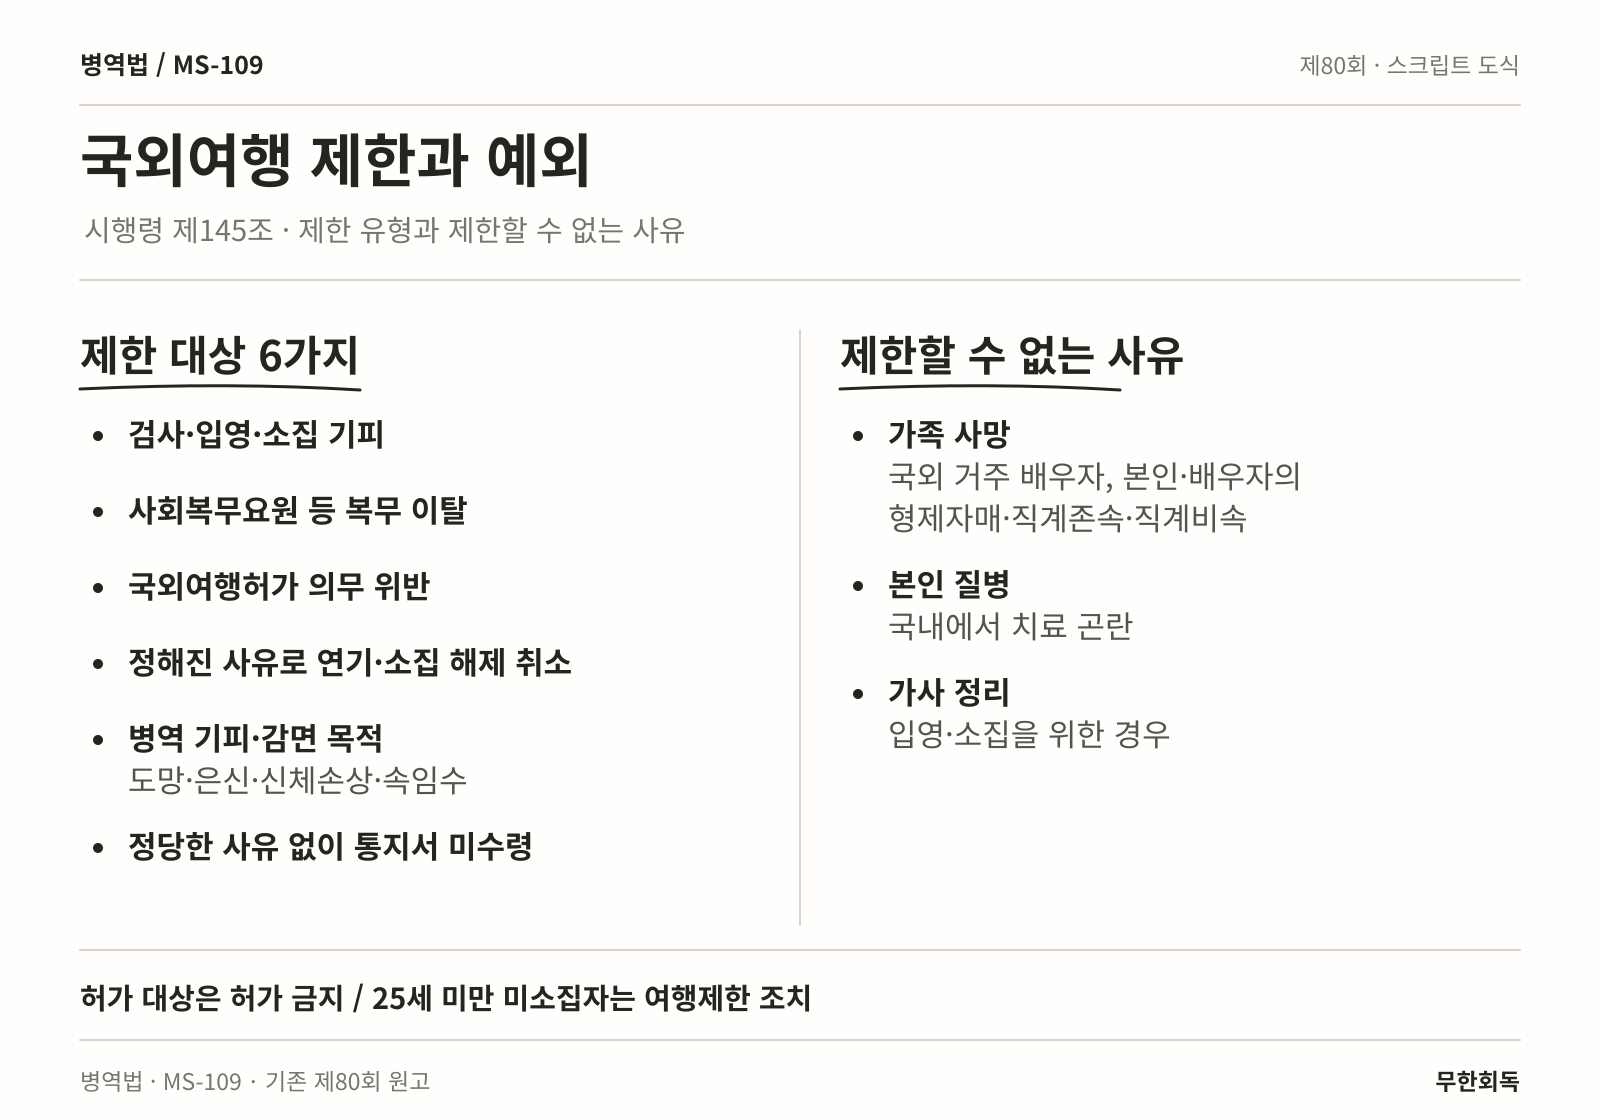 병역법 / MS-109
제80회 · 스크립트 도식
국외여행 제한과 예외
시행령 제145조 · 제한 유형과 제한할 수 없는 사유
제한 대상 6가지
• 검사·입영·소집 기피
• 사회복무요원 등 복무 이탈
• 국외여행허가 의무 위반
• 정해진 사유로 연기·소집 해제 취소
• 병역 기피·감면 목적
도망·은신·신체손상·속임수
• 정당한 사유 없이 통지서 미수령
제한할 수 없는 사유
• 가족 사망
국외 거주 배우자, 본인·배우자의
형제자매·직계존속·직계비속
• 본인 질병
국내에서 치료 곤란
• 가사 정리
입영·소집을 위한 경우
허가 대상은 허가 금지 / 25세 미만 미소집자는 여행제한 조치
병역법 · MS-109 · 기존 제80회 원고
무한회독